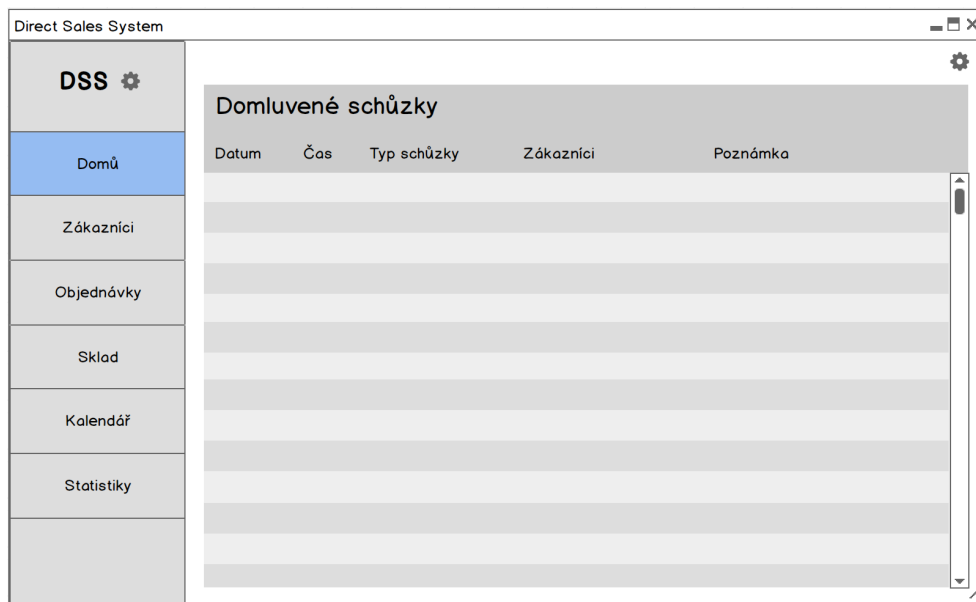 Direct Sales System
DSS
Domů
Zákazníci
Objednávky
Sklad
Kalendář
Statistiky
Domluvené schůzky
Datum Čas Typ schůzky Zákazníci Poznámka